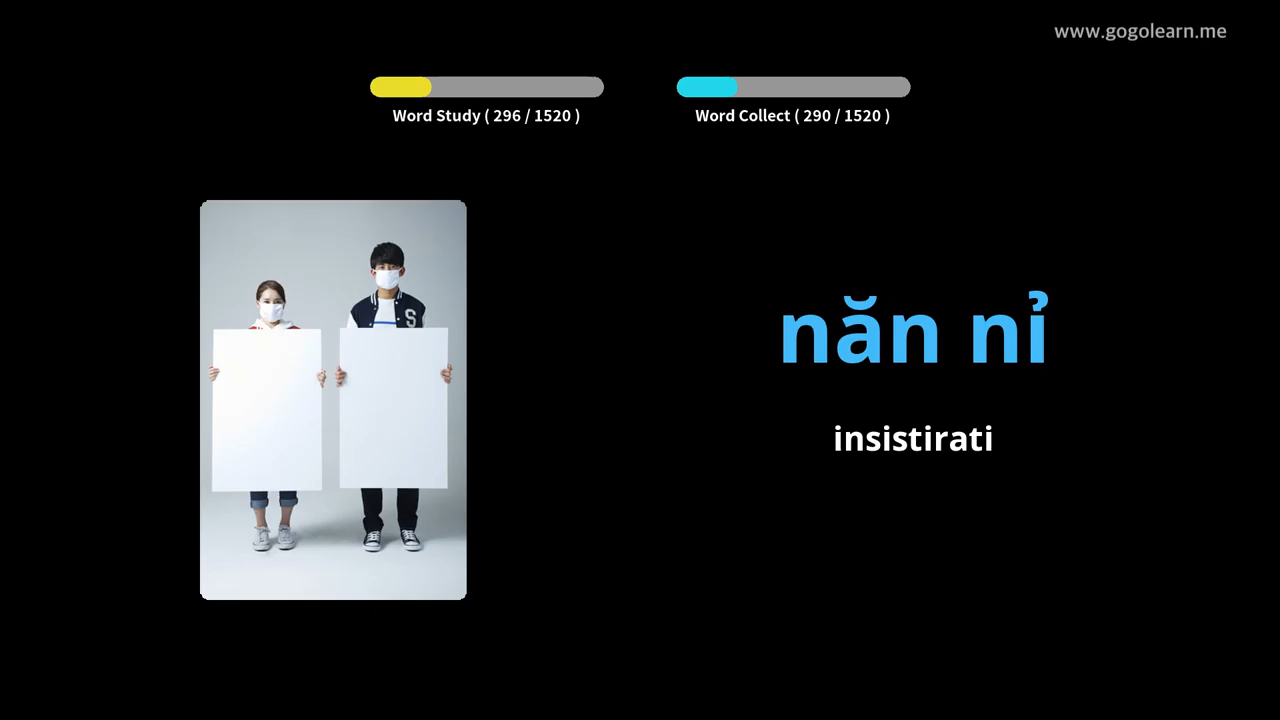 www.gogolearn.me
Word Study ( 296 / 1520 )
Word Collect ( 290 / 1520 )
S
năn nỉ
insistirati